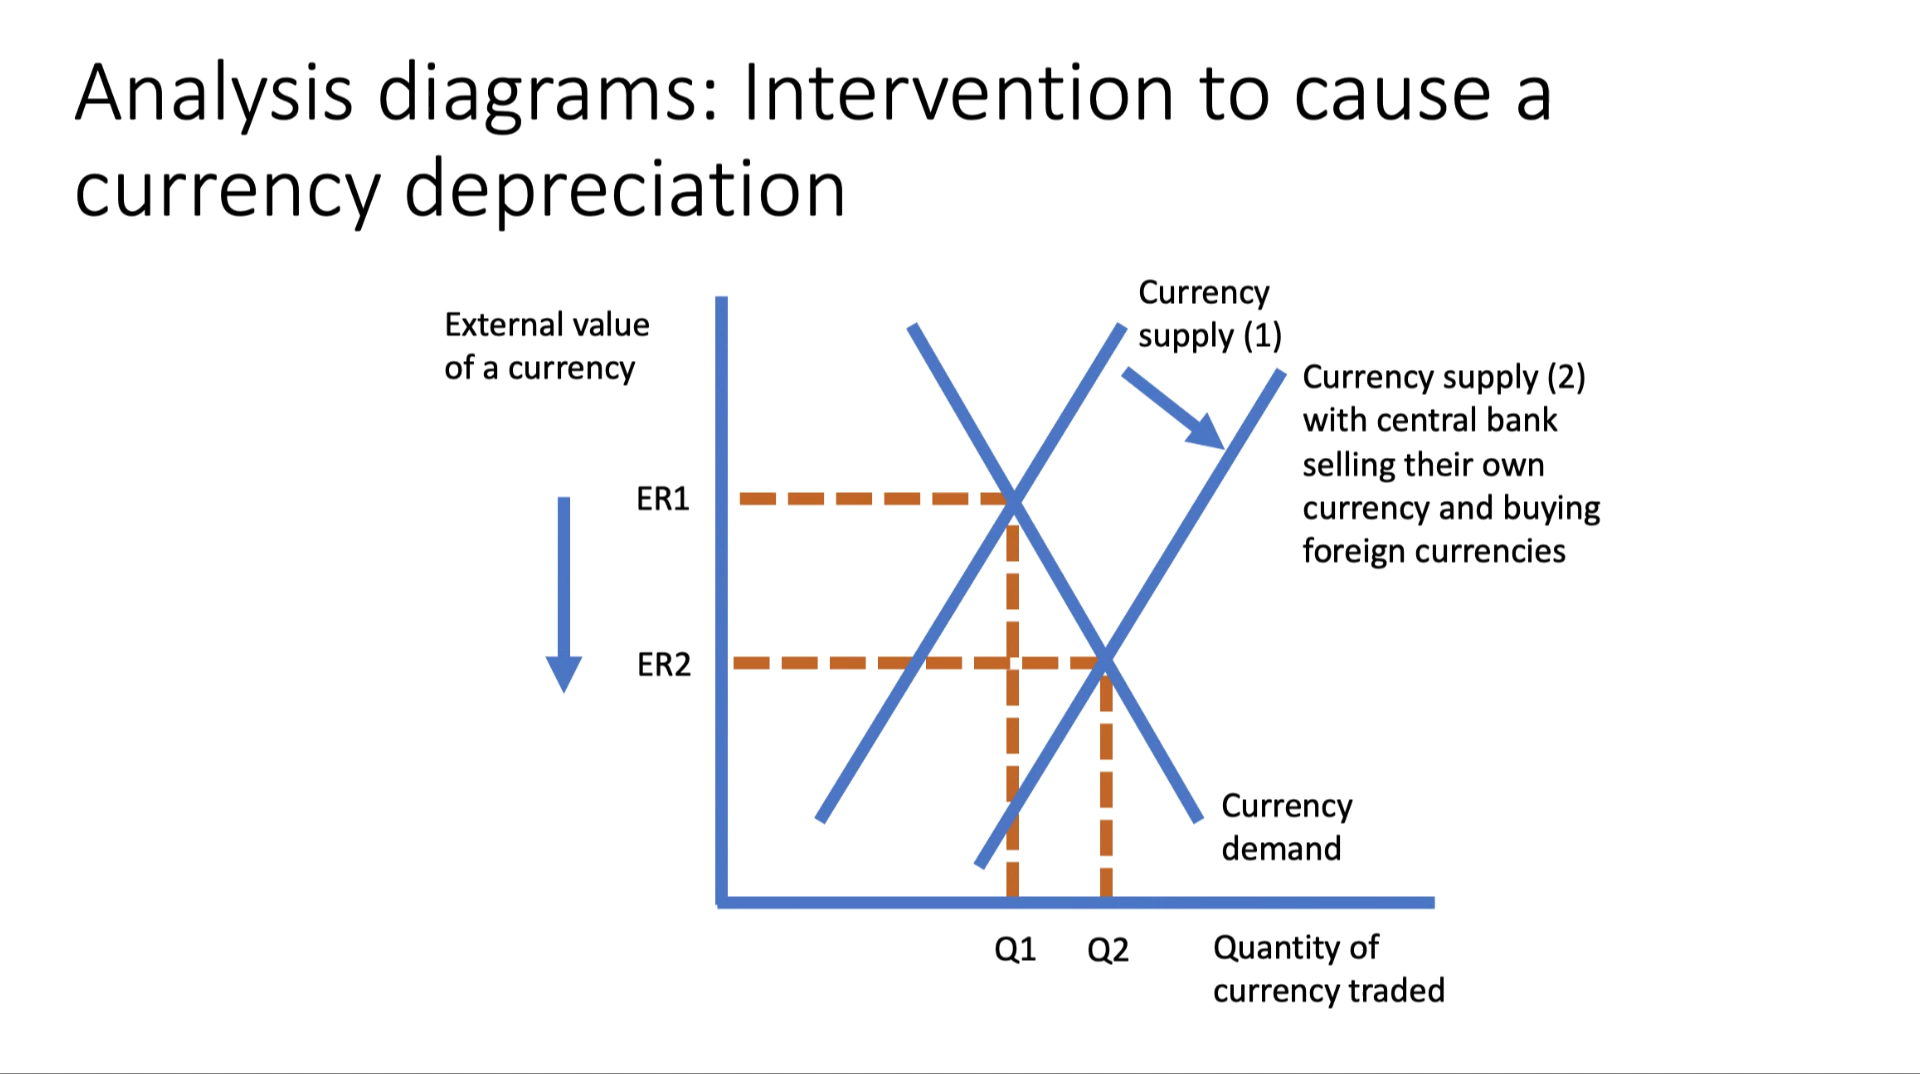 Analysis diagrams: Intervention to cause a
currency depreciation
External value
of a currency
Currency
supply (1)
Currency supply (2)
with central bank
selling their own
currency and buying
foreign currencies
ER1
ER2
Currency
demand
Q1
Q2
Quantity of
currency traded